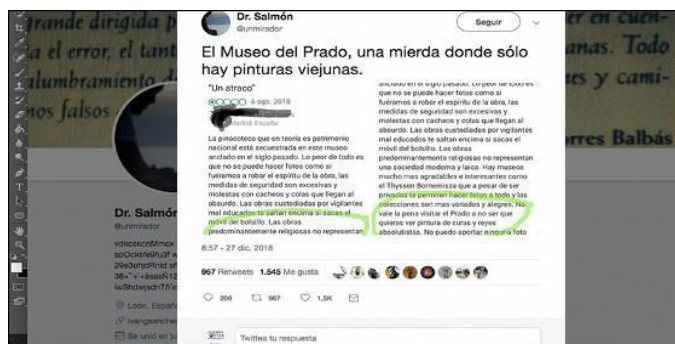 grande dirigida p
er en cuen-
a el error, el tant
anas. Todo
alumbramiento d
es y cami-
nos falsos
orres Balbás
Dr. Salmón
@unmirador
Seguir
El Museo del Prado, una mierda donde sólo
hay pinturas viejunas.
"Un atraco"
6 ago. 2018
Madrid, España
La pinacoteca que en teoría es patrimonio
nacional está secuestrada en este museo
anclado en el siglo pasado. Lo peor de todo es
que no se puede hacer fotos como si
fuéramos a robar el espíritu de la obra, las
medidas de seguridad son excesivas y
molestas con cacheos y colas que llegan al
absurdo. Las obras custodiadas por vigilantes
mal educados te saltan encima si sacas el
móvil del bolsillo. Las obras
predominantemente religiosas no representan
anclado en el siglo pasado. Lo peor de todo es
que no se puede hacer fotos como si
fuéramos a robar el espíritu de la obra, las
medidas de seguridad son excesivas y
molestas con cacheos y colas que llegan al
absurdo. Las obras custodiadas por vigilantes
mal educados te saltan encima si sacas el
móvil del bolsillo. Las obras
predominantemente religiosas no representan
una sociedad moderna y laica. Hay museos
mucho mas agradables e interesantes como
el Thyssen Bornemisza que a pesar de ser
privados te permiten hacer fotos a todo y las
colecciones son mas variados y alegres. No
vale la pena visitar el Prado a no ser que
quieras ver pintura de curas y reyes
absolutistas. No puedo aportar ninguna foto
8:57 - 27 dic. 2018
967 Retweets 1.545 Me gusta
206 967 1,5K
Twittea tu respuesta
Dr. Salmón
@unmirador
León, España
Se unió en ju